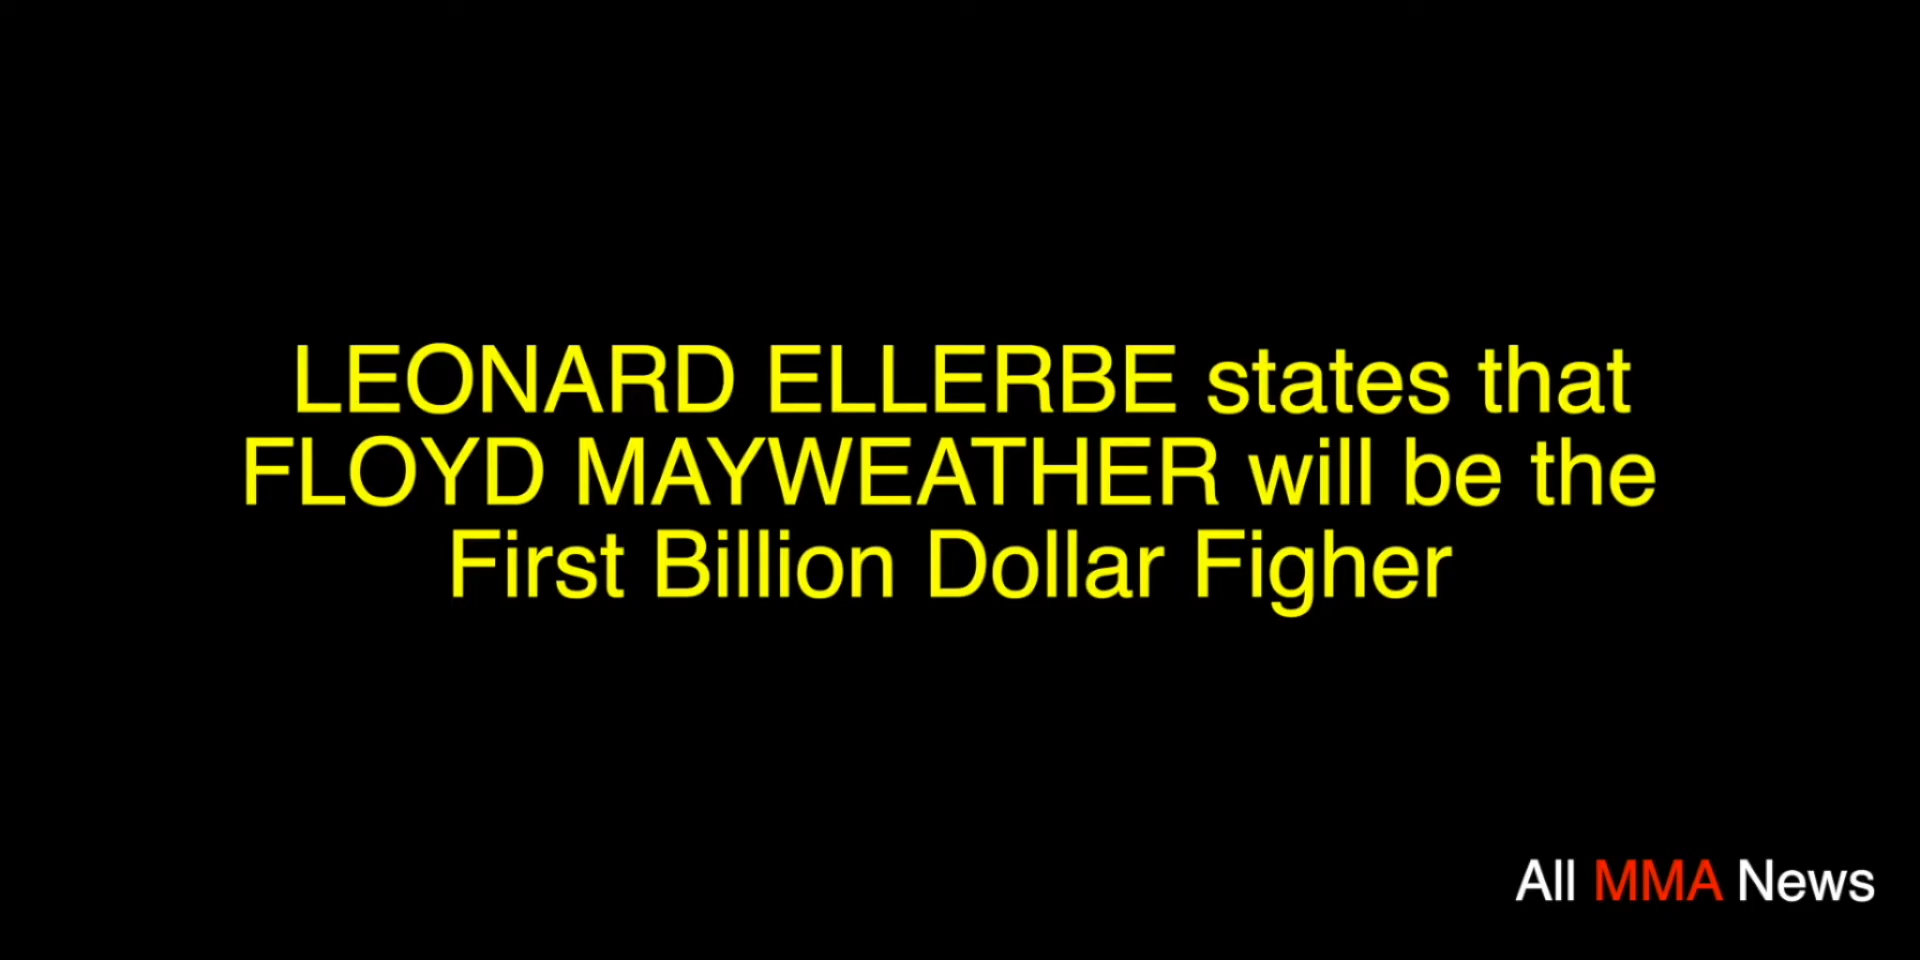 LEONARD ELLERBE states that
FLOYD MAYWEATHER will be the
First Billion Dollar Figher
All MMA News